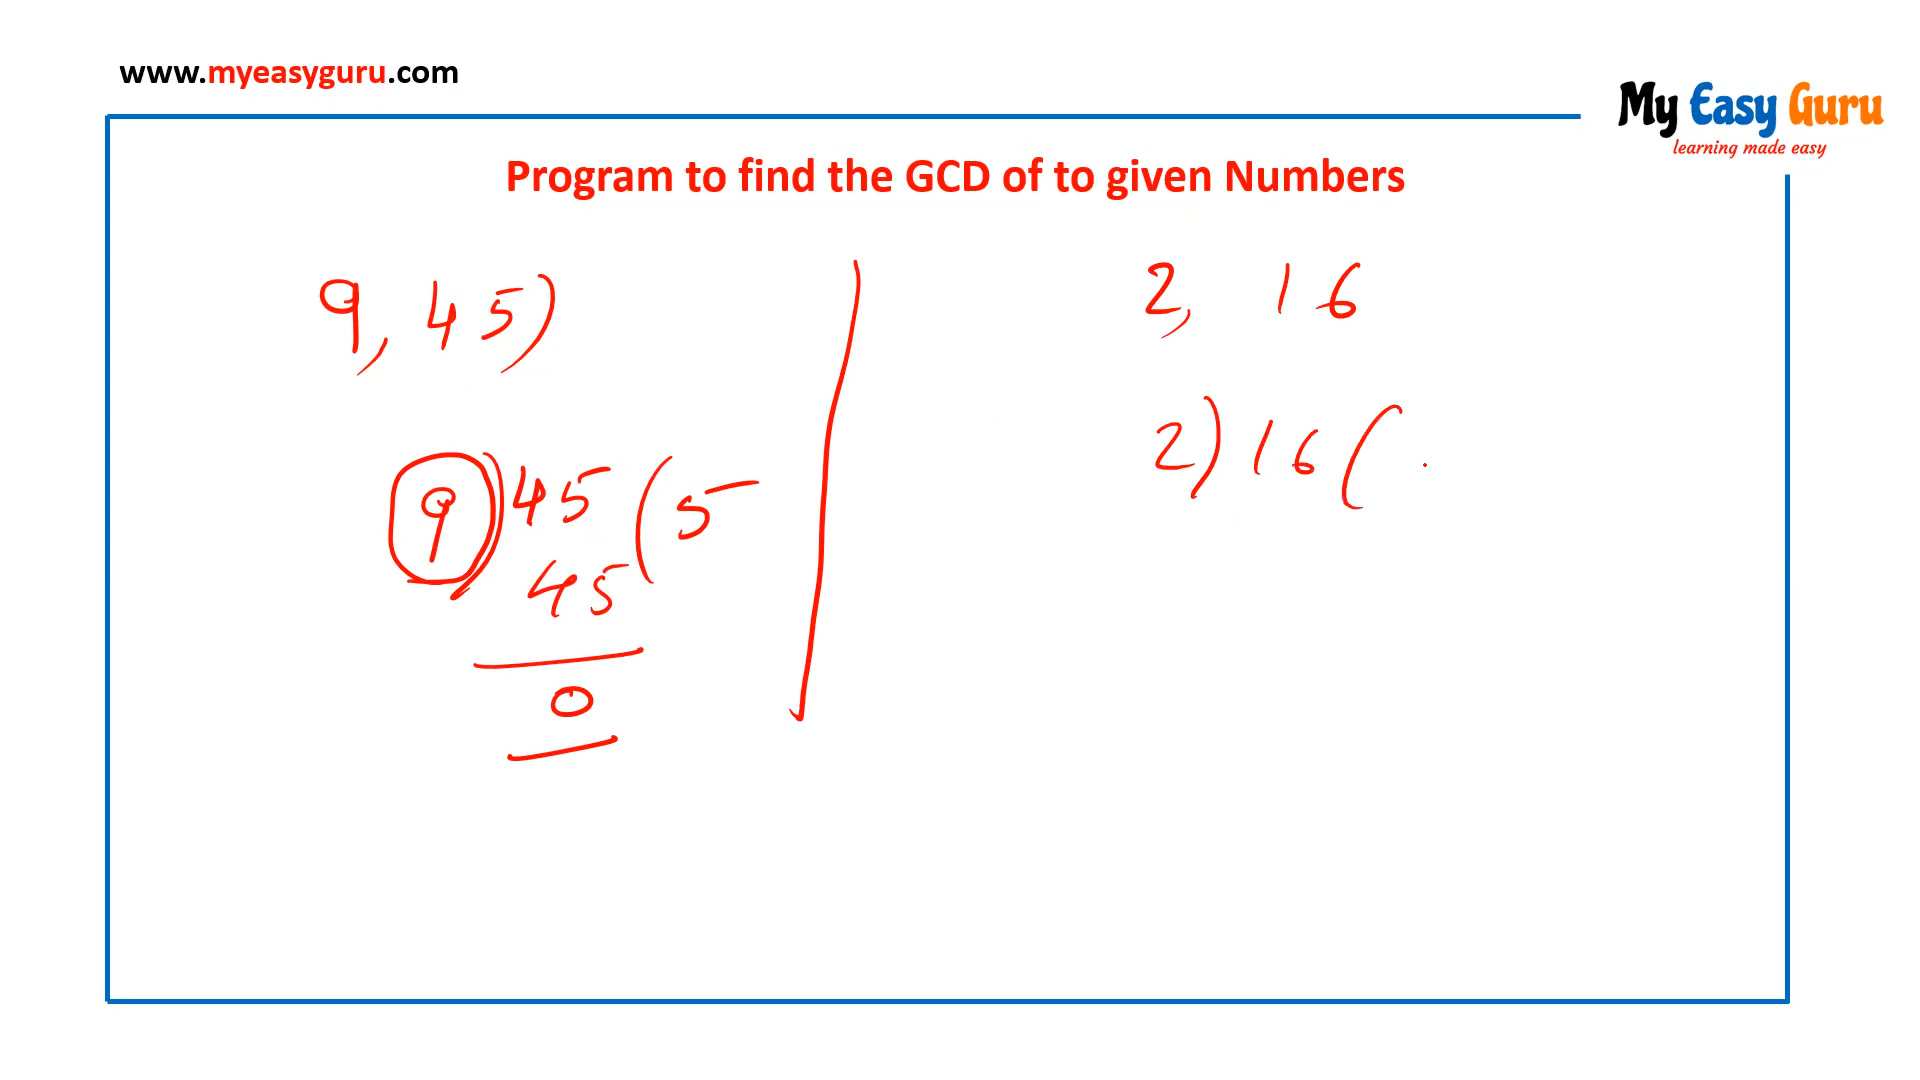 www.myeasyguru.com
My Easy Guru
learning made easy
Program to find the GCD of to given Numbers
9, 45)
9) 45 (5
45
0
2, 16
2) 16 (